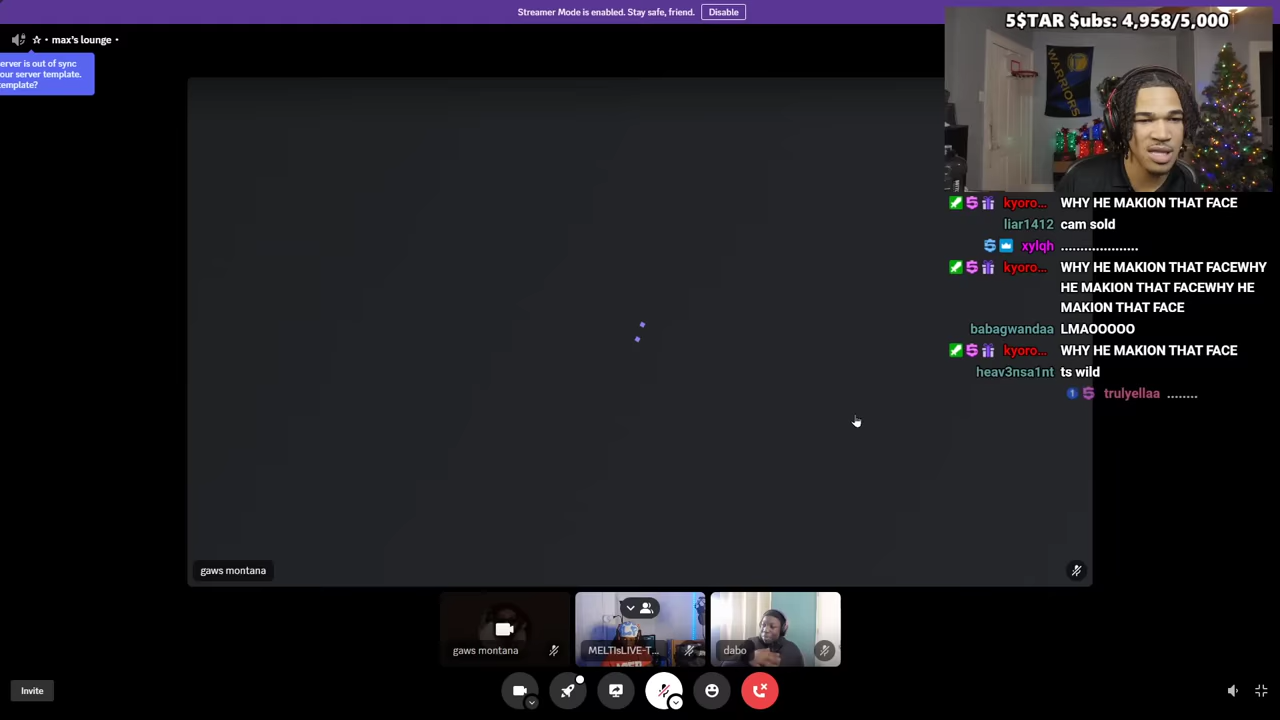 Streamer Mode is enabled. Stay safe, friend.
Disable
5$TAR $ubs: 4,958/5,000
☆ • max's lounge •
erver is out of sync
our server template.
emplate?
WARRIORS
kyoro... WHY HE MAKION THAT FACE
liar1412 cam sold
xylqh ...................
kyoro... WHY HE MAKION THAT FACEWHY
HE MAKION THAT FACEWHY HE
MAKION THAT FACE
babagwandaa LMAOOOOO
kyoro... WHY HE MAKION THAT FACE
heav3nsa1nt ts wild
1 trulyellaa ........
gaws montana
gaws montana
MELTIsLIVE-T...
dabo
Invite